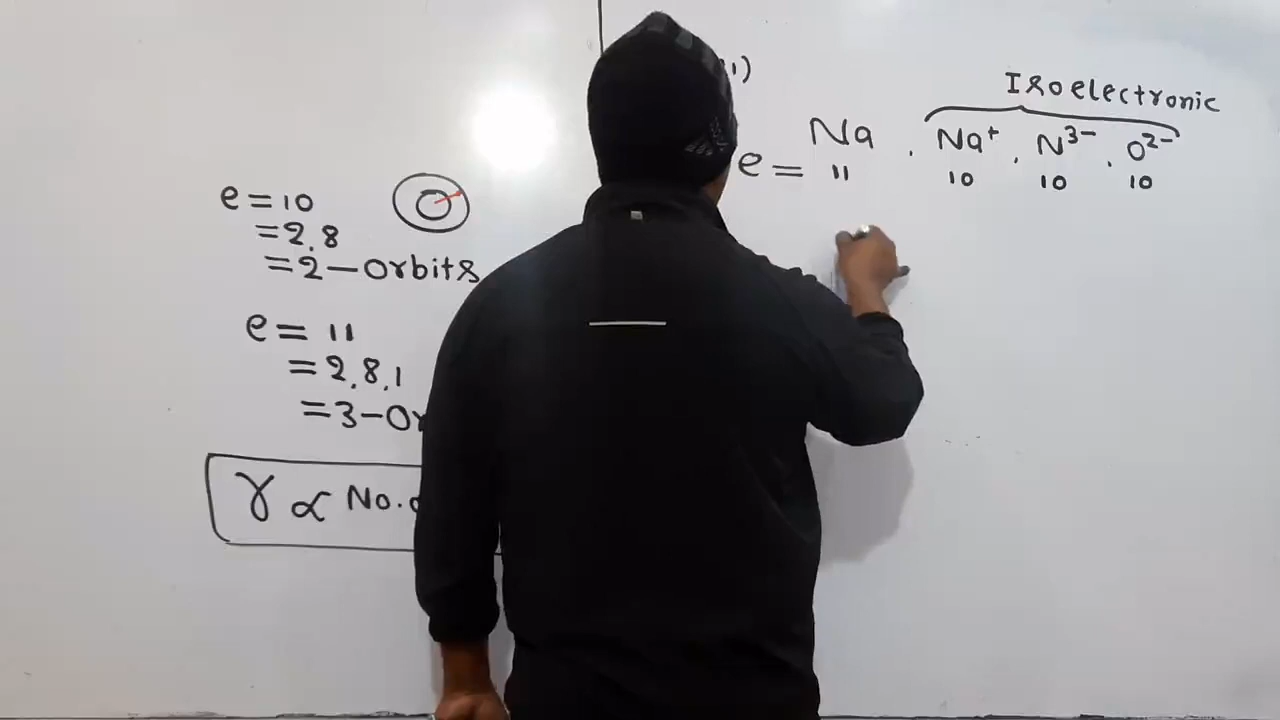 e = 10
= 2, 8
= 2 - Orbits
e = 11
= 2, 8, 1
= 3 -
γ ∝ No.
1)
Isoelectronic
Na , Na⁺ , N³⁻ , O²⁻
e = 11 10 10 10